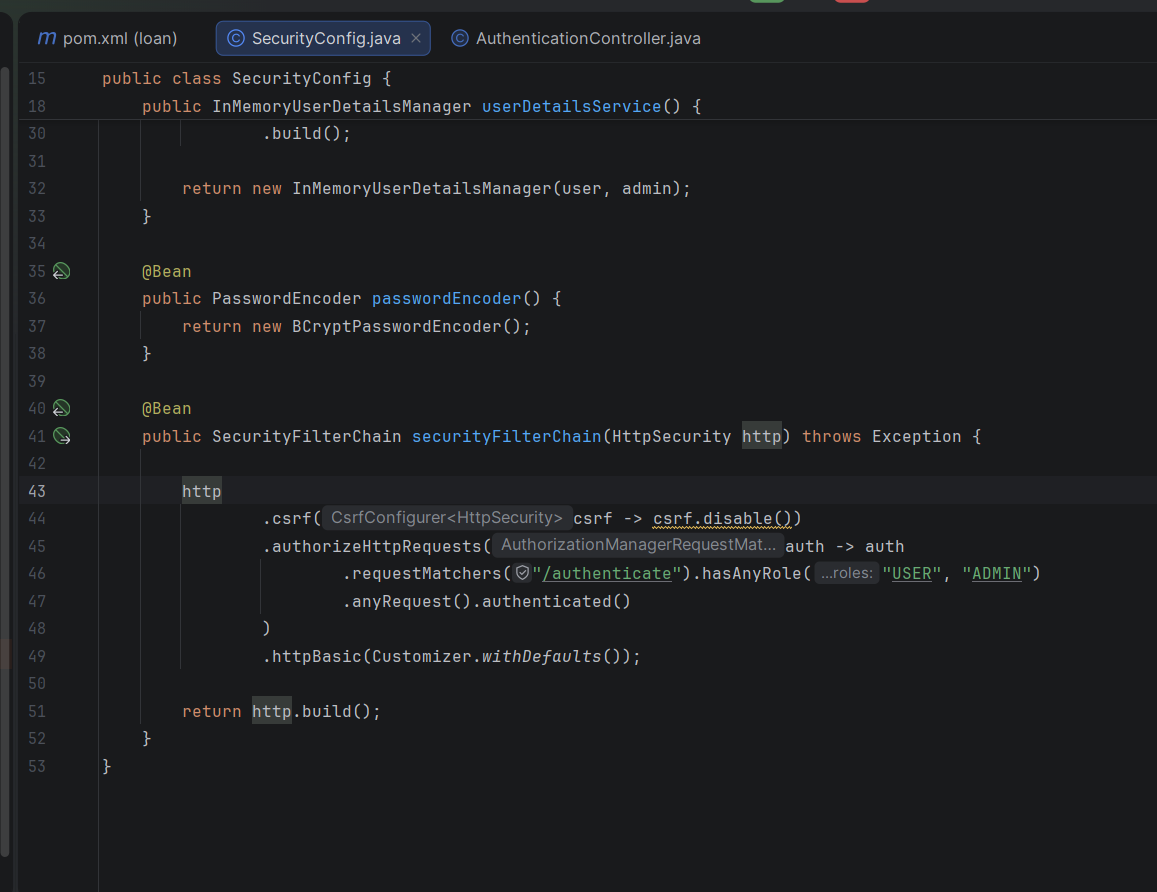 m pom.xml (loan) SecurityConfig.java × AuthenticationController.java
15 public class SecurityConfig {
18 public InMemoryUserDetailsManager userDetailsService() {
30 .build();
31
32 return new InMemoryUserDetailsManager(user, admin);
33 }
34
35 @Bean
36 public PasswordEncoder passwordEncoder() {
37 return new BCryptPasswordEncoder();
38 }
39
40 @Bean
41 public SecurityFilterChain securityFilterChain(HttpSecurity http) throws Exception {
42
43 http
44 .csrf( CsrfConfigurer<HttpSecurity> csrf -> csrf.disable())
45 .authorizeHttpRequests( AuthorizationManagerRequestMat... auth -> auth
46 .requestMatchers("/authenticate").hasAnyRole( ...roles: "USER", "ADMIN")
47 .anyRequest().authenticated()
48 )
49 .httpBasic(Customizer.withDefaults());
50
51 return http.build();
52 }
53 }